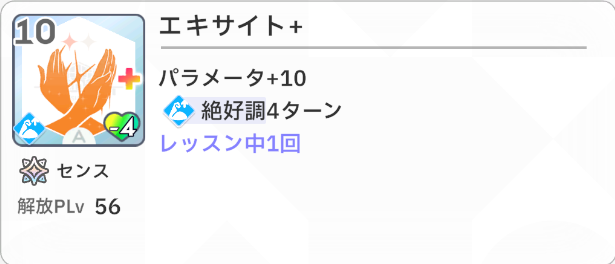 10
エキサイト+
パラメータ+10
絶好調4ターン
レッスン中1回
-4
A
センス
解放PLv 56